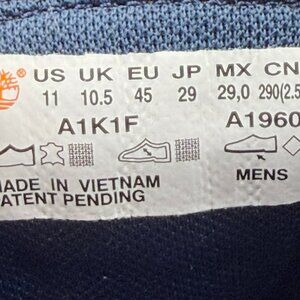 US UK EU JP MX CN
11 10.5 45 29 29,0 290(2.5
A1K1F A1960
MADE IN VIETNAM MENS
PATENT PENDING